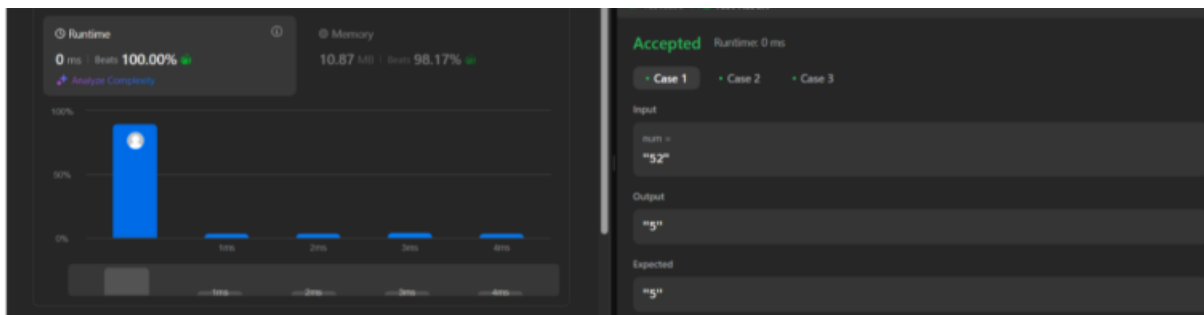 Runtime
0 ms | Beats 100.00%
Analyze Complexity
Memory
10.87 MB | Beats 98.17%
100%
50%
0%
1ms 2ms 3ms 4ms
1ms 2ms 3ms 4ms
Accepted Runtime: 0 ms
• Case 1 • Case 2 • Case 3
Input
num =
"52"
Output
"5"
Expected
"5"